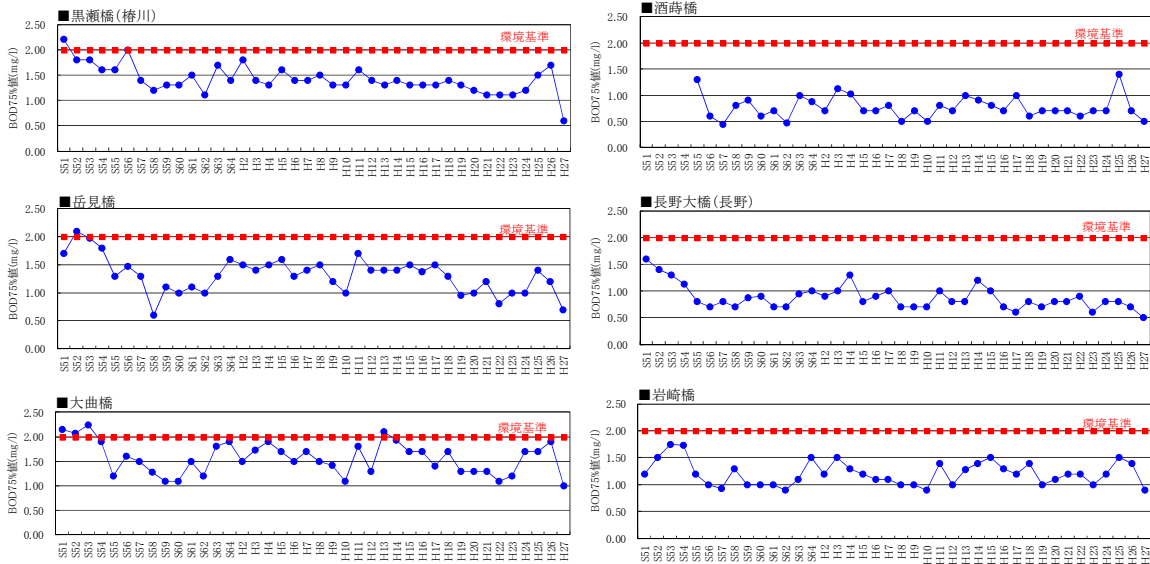 ■黒瀬橋(椿川)
BOD75%値(mg/l)
2.50
2.00
1.50
1.00
0.50
0.00
環境基準
S51 S52 S53 S54 S55 S56 S57 S58 S59 S60 S61 S62 S63 S64 H2 H3 H4 H5 H6 H7 H8 H9 H10 H11 H12 H13 H14 H15 H16 H17 H18 H19 H20 H21 H22 H23 H24 H25 H26 H27
■酒蒔橋
BOD75%値(mg/l)
2.50
2.00
1.50
1.00
0.50
0.00
環境基準
S51 S52 S53 S54 S55 S56 S57 S58 S59 S60 S61 S62 S63 S64 H2 H3 H4 H5 H6 H7 H8 H9 H10 H11 H12 H13 H14 H15 H16 H17 H18 H19 H20 H21 H22 H23 H24 H25 H26 H27
■岳見橋
BOD75%値(mg/l)
2.50
2.00
1.50
1.00
0.50
0.00
環境基準
S51 S52 S53 S54 S55 S56 S57 S58 S59 S60 S61 S62 S63 S64 H2 H3 H4 H5 H6 H7 H8 H9 H10 H11 H12 H13 H14 H15 H16 H17 H18 H19 H20 H21 H22 H23 H24 H25 H26 H27
■長野大橋(長野)
BOD75%値(mg/l)
2.50
2.00
1.50
1.00
0.50
0.00
環境基準
S51 S52 S53 S54 S55 S56 S57 S58 S59 S60 S61 S62 S63 S64 H2 H3 H4 H5 H6 H7 H8 H9 H10 H11 H12 H13 H14 H15 H16 H17 H18 H19 H20 H21 H22 H23 H24 H25 H26 H27
■大曲橋
BOD75%値(mg/l)
2.50
2.00
1.50
1.00
0.50
0.00
環境基準
S51 S52 S53 S54 S55 S56 S57 S58 S59 S60 S61 S62 S63 S64 H2 H3 H4 H5 H6 H7 H8 H9 H10 H11 H12 H13 H14 H15 H16 H17 H18 H19 H20 H21 H22 H23 H24 H25 H26 H27
■岩崎橋
BOD75%値(mg/l)
2.50
2.00
1.50
1.00
0.50
0.00
環境基準
S51 S52 S53 S54 S55 S56 S57 S58 S59 S60 S61 S62 S63 S64 H2 H3 H4 H5 H6 H7 H8 H9 H10 H11 H12 H13 H14 H15 H16 H17 H18 H19 H20 H21 H22 H23 H24 H25 H26 H27